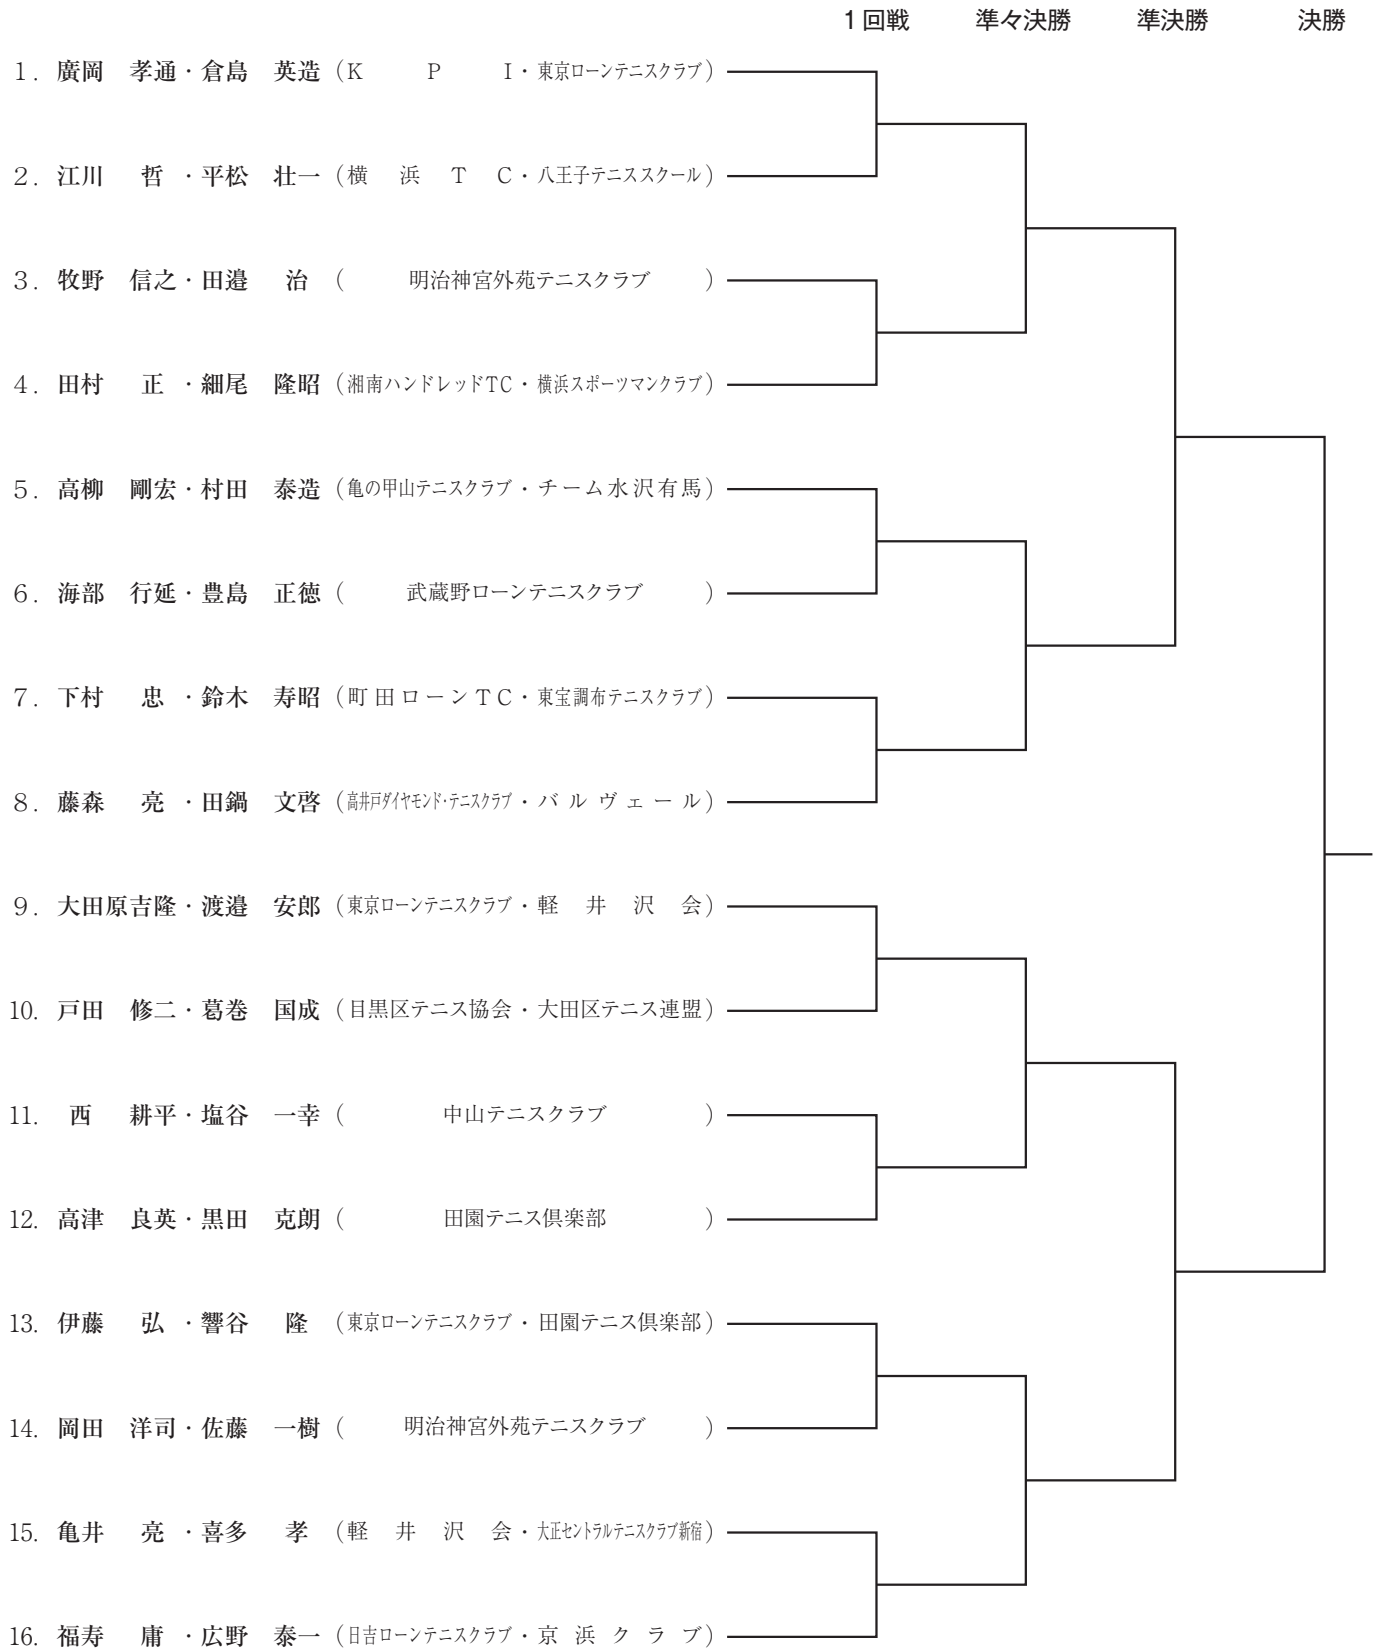 1回戦 準々決勝 準決勝 決勝
1. 廣岡 孝通・倉島 英造 (K P I・東京ローンテニスクラブ)
2. 江川 哲・平松 壮一 (横浜TC・八王子テニススクール)
3. 牧野 信之・田邉 治 (明治神宮外苑テニスクラブ)
4. 田村 正・細尾 隆昭 (湘南ハンドレッドTC・横浜スポーツマンクラブ)
5. 高柳 剛宏・村田 泰造 (亀の甲山テニスクラブ・チーム水沢有馬)
6. 海部 行延・豊島 正徳 (武蔵野ローンテニスクラブ)
7. 下村 忠・鈴木 寿昭 (町田ローンTC・東宝調布テニスクラブ)
8. 藤森 亮・田鍋 文啓 (高井戸ダイヤモンド・テニスクラブ・バルヴェール)
9. 大田原吉隆・渡邉 安郎 (東京ローンテニスクラブ・軽井沢会)
10. 戸田 修二・葛巻 国成 (目黒区テニス協会・大田区テニス連盟)
11. 西 耕平・塩谷 一幸 (中山テニスクラブ)
12. 高津 良英・黒田 克朗 (田園テニス倶楽部)
13. 伊藤 弘・響谷 隆 (東京ローンテニスクラブ・田園テニス倶楽部)
14. 岡田 洋司・佐藤 一樹 (明治神宮外苑テニスクラブ)
15. 亀井 亮・喜多 孝 (軽井沢会・大正セントラルテニスクラブ新宿)
16. 福寿 庸・広野 泰一 (日吉ローンテニスクラブ・京浜クラブ)